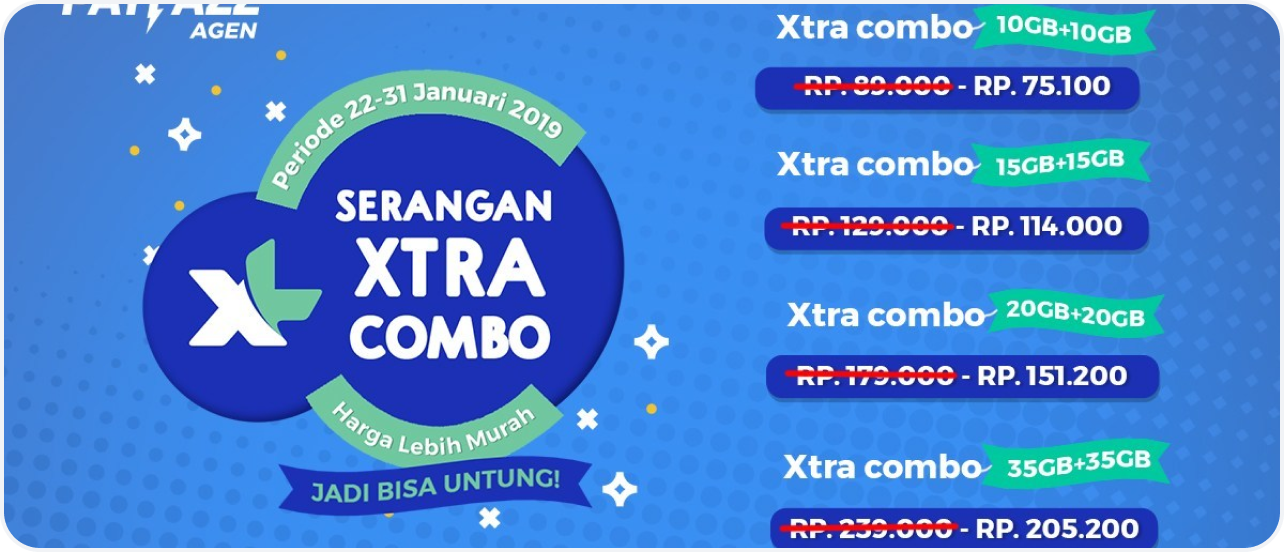 AGEN
Periode 22-31 Januari 2019
SERANGAN
XTRA
COMBO
XL
Harga Lebih Murah
JADI BISA UNTUNG!
Xtra combo 10GB+10GB
RP. 89.000 - RP. 75.100
Xtra combo 15GB+15GB
RP. 129.000 - RP. 114.000
Xtra combo 20GB+20GB
RP. 179.000 - RP. 151.200
Xtra combo 35GB+35GB
RP. 239.000 - RP. 205.200